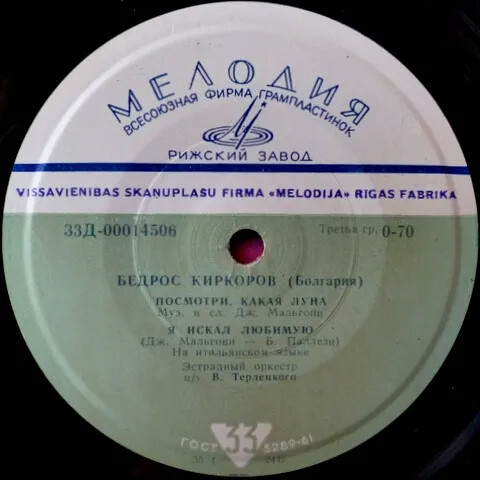 МЕЛОДИЯ
ВСЕСОЮЗНАЯ ФИРМА ГРАМПЛАСТИНОК
РИЖСКИЙ ЗАВОД
VISSAVIENIBAS SKAŅUPLAŠU FIRMA «MELODIJA» RIGAS FABRIKA
33Д-00014506
Третья гр. 0-70
БЕДРОС КИРКОРОВ (Болгария)
ПОСМОТРИ, КАКАЯ ЛУНА
Муз. и сл. Дж. Мальгони
Я ИСКАЛ ЛЮБИМУЮ
(Дж. Мальгони — Б. Паллези)
На итальянском языке
Эстрадный оркестр
п/у В. Терлецкого
ГОСТ 33 5289-61